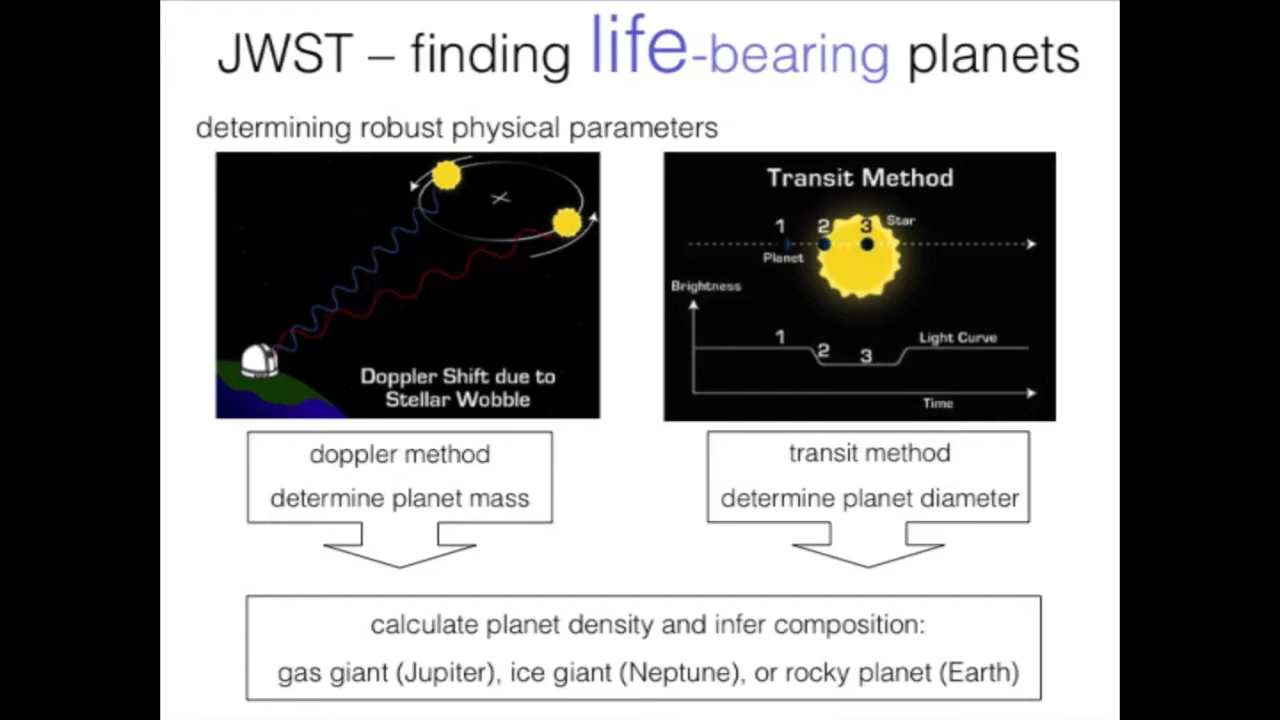 JWST – finding life-bearing planets
determining robust physical parameters
Doppler Shift due to
Stellar Wobble
Transit Method
1 2 3 Star
Planet
Brightness
1 2 3 Light Curve
Time
doppler method
determine planet mass
transit method
determine planet diameter
calculate planet density and infer composition:
gas giant (Jupiter), ice giant (Neptune), or rocky planet (Earth)